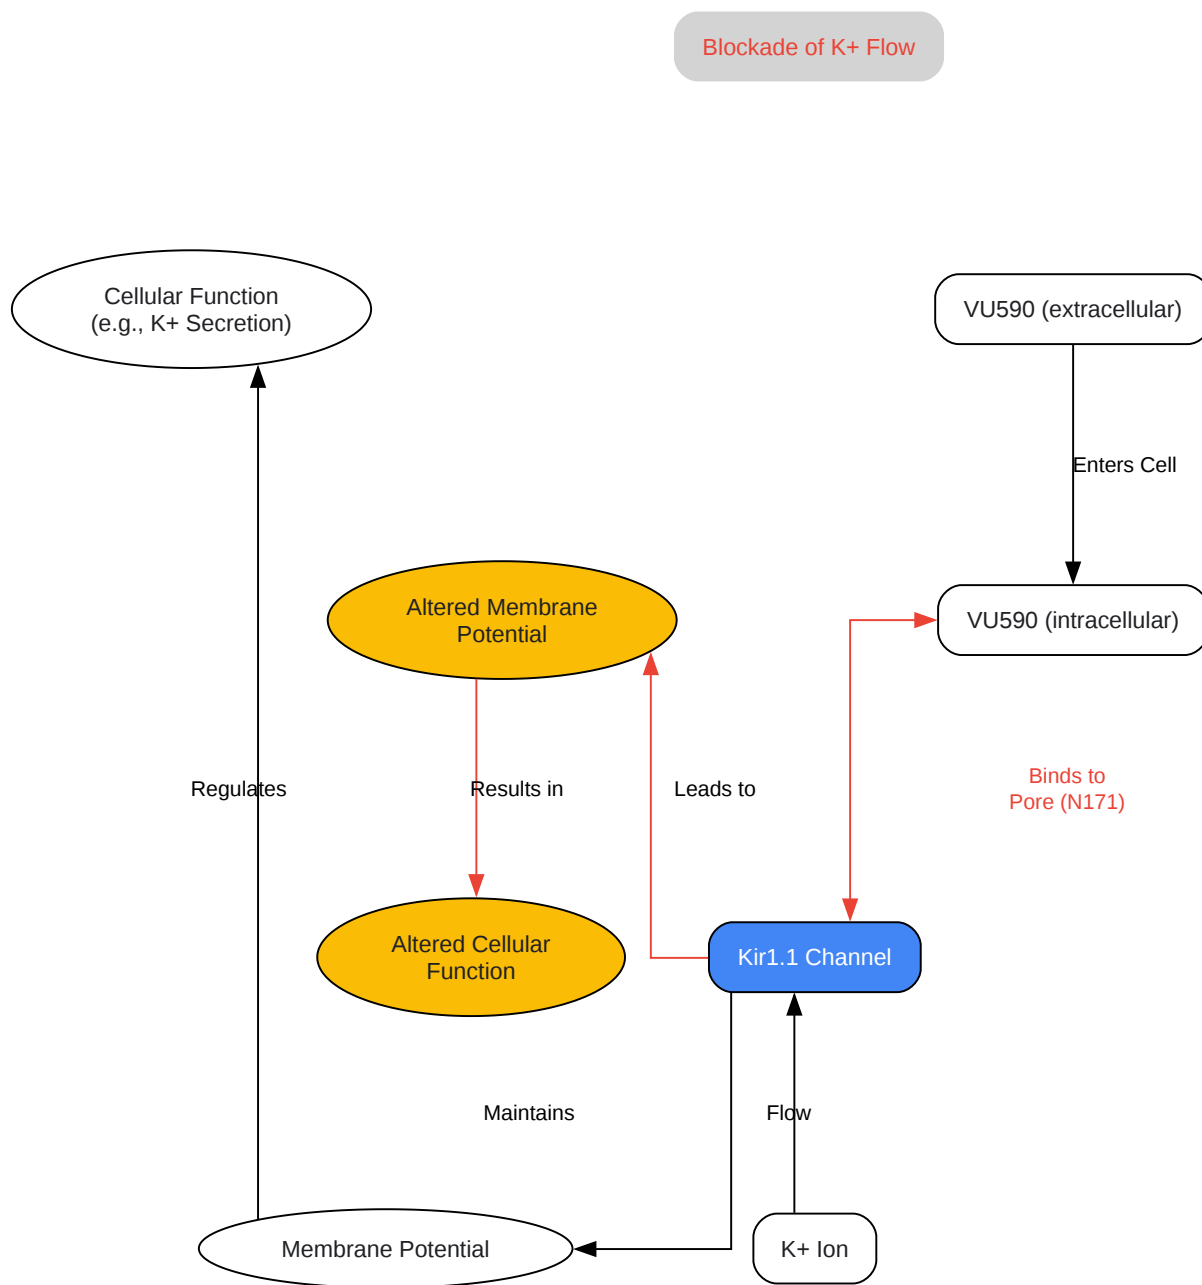 Blockade of K+ Flow
Cellular Function
(e.g., K+ Secretion)
VU590 (extracellular)
Enters Cell
Altered Membrane
Potential
VU590 (intracellular)
Regulates
Results in
Leads to
Binds to
Pore (N171)
Altered Cellular
Function
Kir1.1 Channel
Maintains
Flow
Membrane Potential
K+ Ion